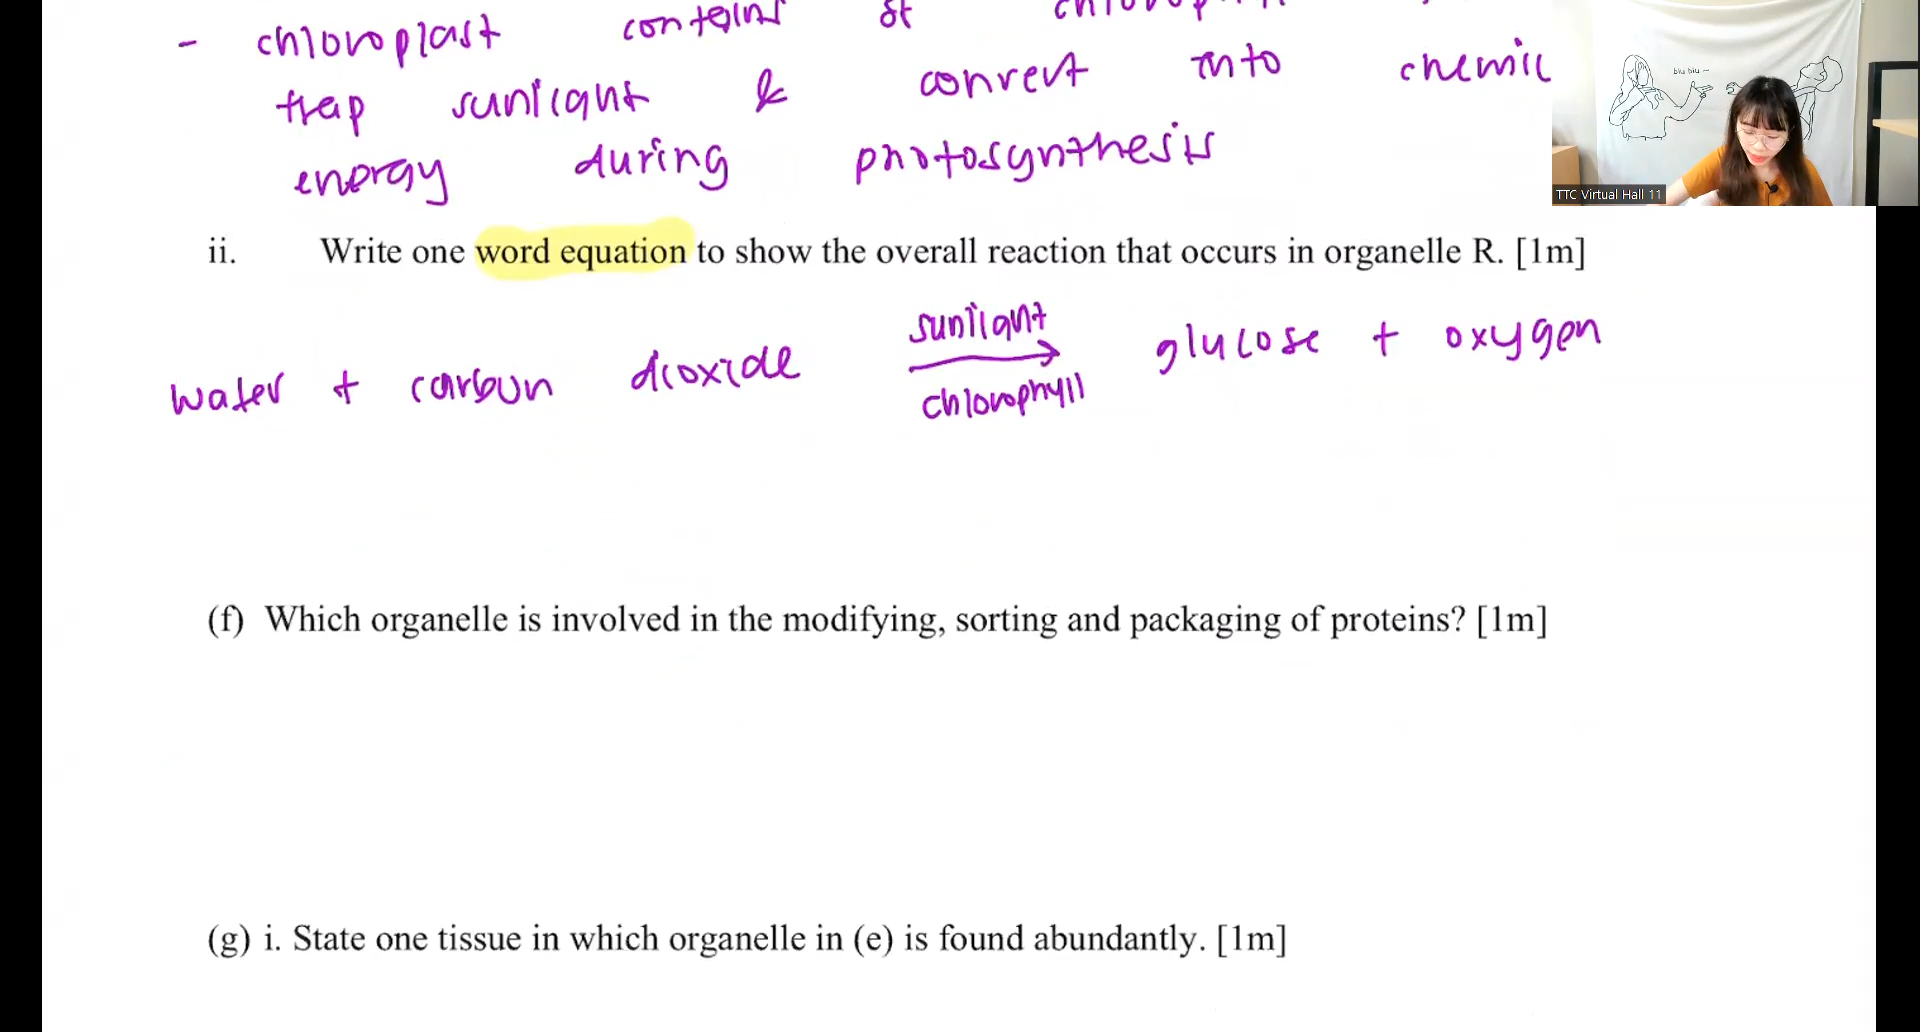 - chloroplast contains
trap sunlight & convert into chemic
energy during photosynthesis
biu biu ~
TTC Virtual Hall 11
ii. Write one word equation to show the overall reaction that occurs in organelle R. [1m]
water + carbon dioxide sunlight → chlorophyll glucose + oxygen
(f) Which organelle is involved in the modifying, sorting and packaging of proteins? [1m]
(g) i. State one tissue in which organelle in (e) is found abundantly. [1m]